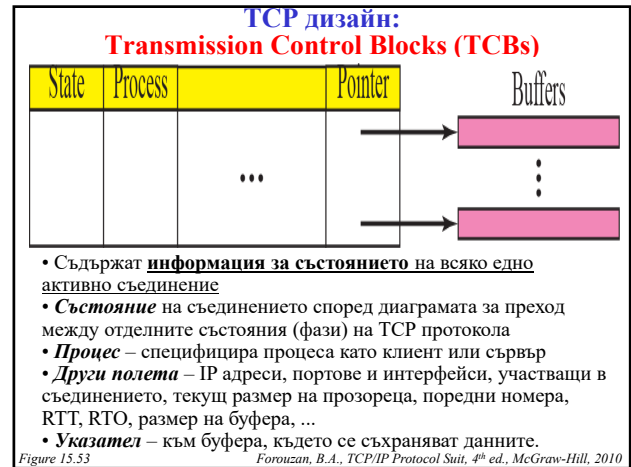 TCP дизайн:
Transmission Control Blocks (TCBs)
State Process Pointer Buffers
...
• Съдържат информация за състоянието на всяко едно
активно съединение
• Състояние на съединението според диаграмата за преход
между отделните състояния (фази) на TCP протокола
• Процес – специфицира процеса като клиент или сървър
• Други полета – IP адреси, портове и интерфейси, участващи в
съединението, текущ размер на прозореца, поредни номера,
RTT, RTO, размер на буфера, ...
• Указател – към буфера, където се съхраняват данните.
Figure 15.53 Forouzan, B.A., TCP/IP Protocol Suit, 4th ed., McGraw-Hill, 2010